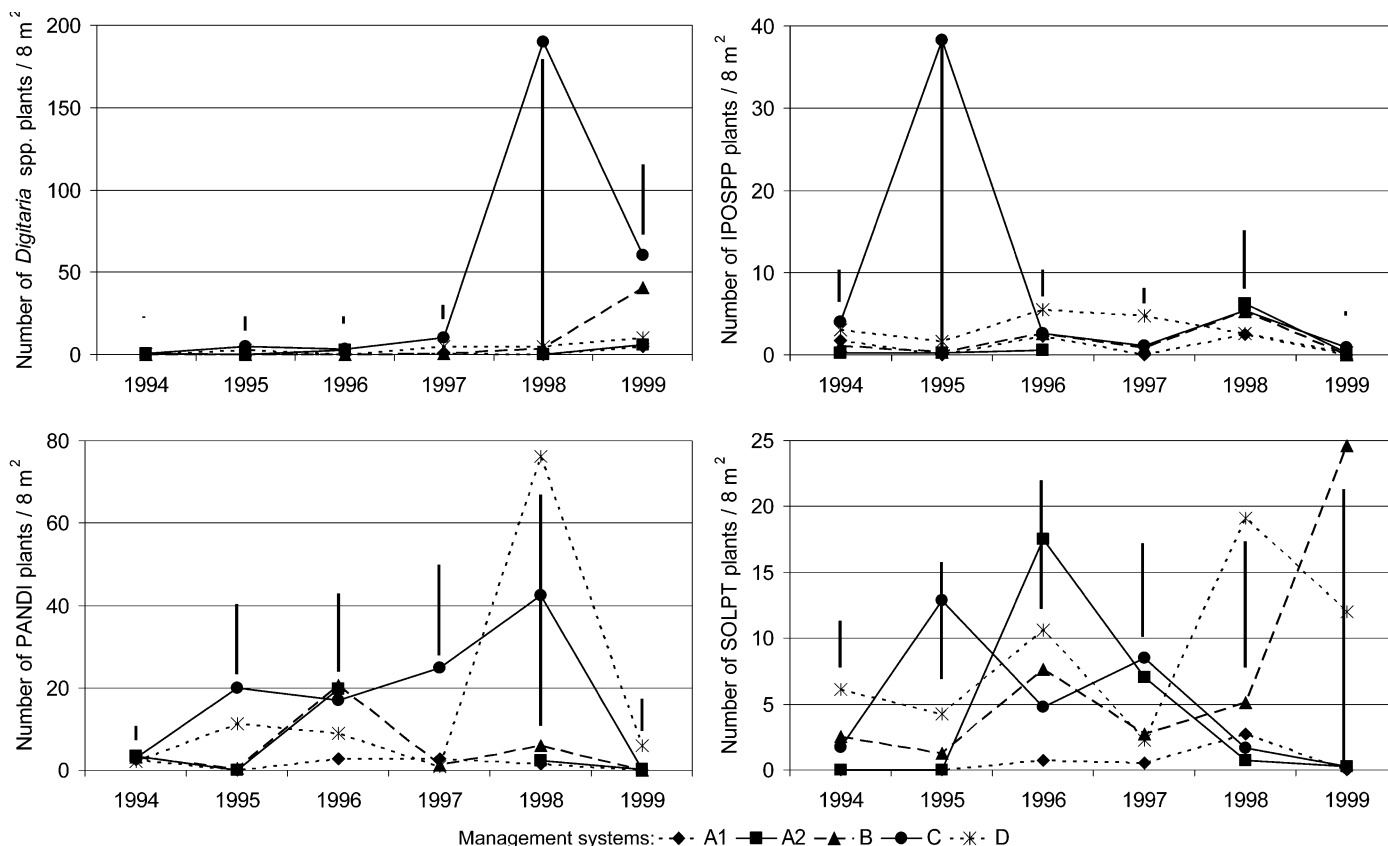 Number of Digitaria spp. plants / 8 m²
200
150
100
50
0
1994 1995 1996 1997 1998 1999
Number of IPOSPP plants / 8 m²
40
30
20
10
0
1994 1995 1996 1997 1998 1999
Number of PANDI plants / 8 m²
80
60
40
20
0
1994 1995 1996 1997 1998 1999
Number of SOLPT plants / 8 m²
25
20
15
10
5
0
1994 1995 1996 1997 1998 1999
Management systems: A1 A2 B C D